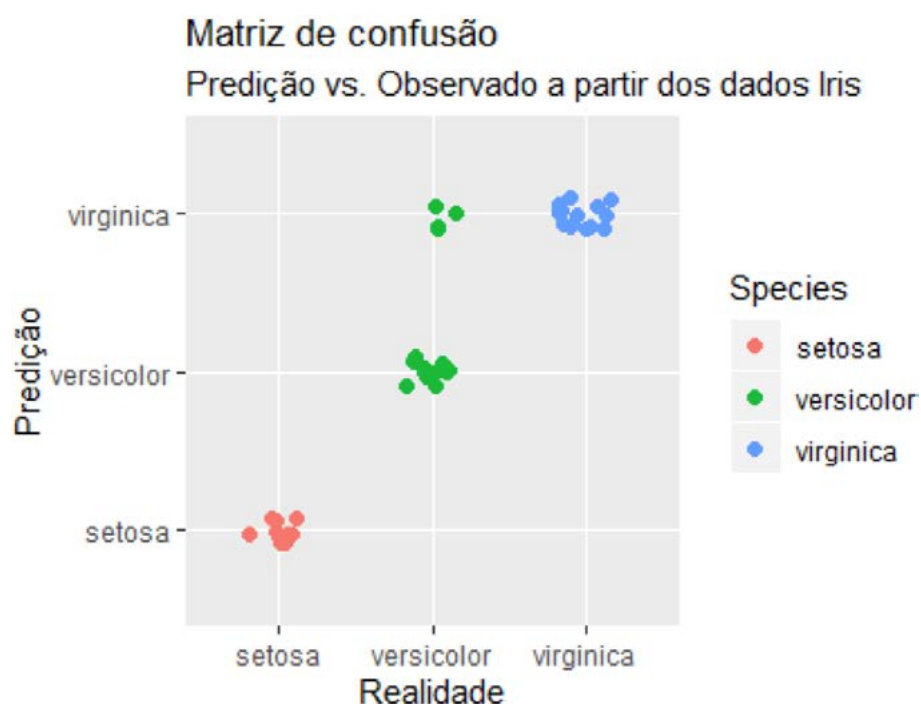 Matriz de confusão
Predição vs. Observado a partir dos dados Iris
virginica
versicolor
setosa
Predição
setosa versicolor virginica
Realidade
Species
setosa
versicolor
virginica